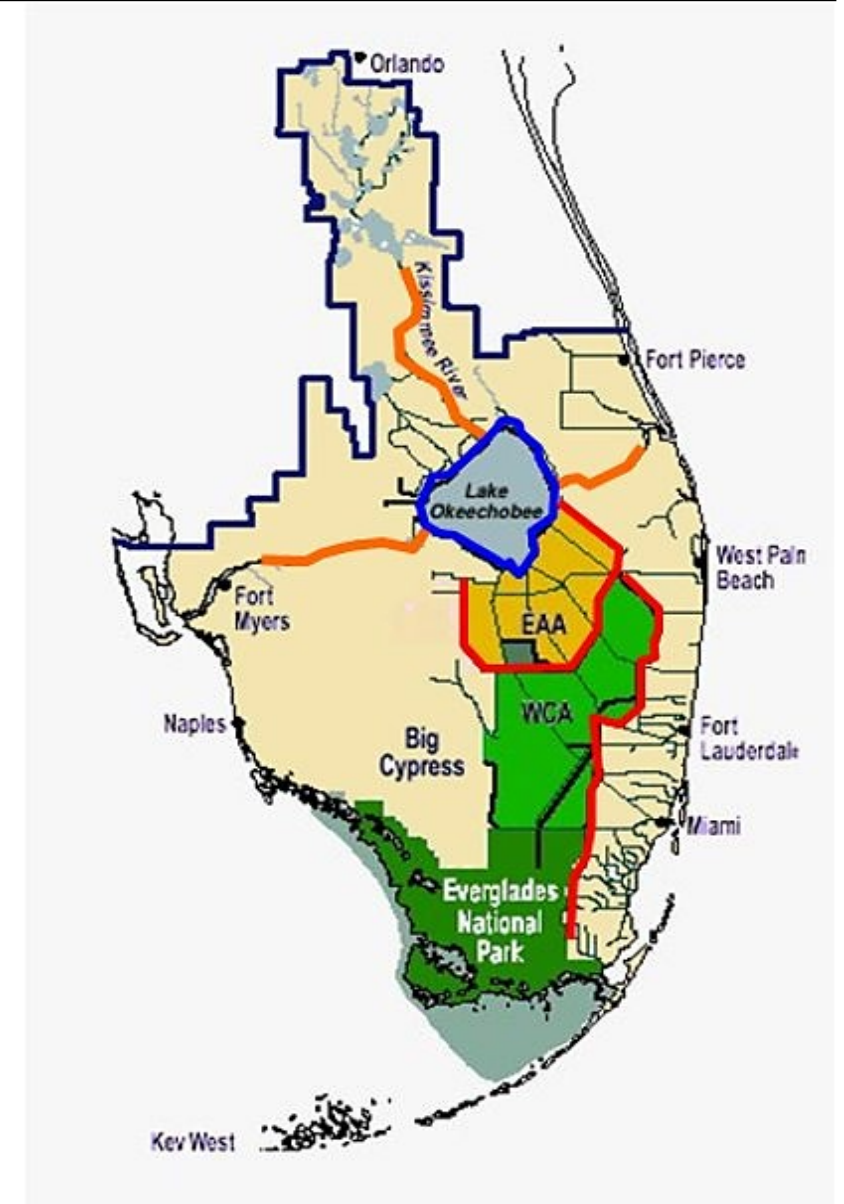 Orlando
Kissimmee River
Fort Pierce
Lake
Okeechobee
West Paln
Beach
Fort
Myers
EAA
WCA
Naples
Fort
Lauderdale
Big
Cypress
Miami
Everglades
National
Park
Kev West